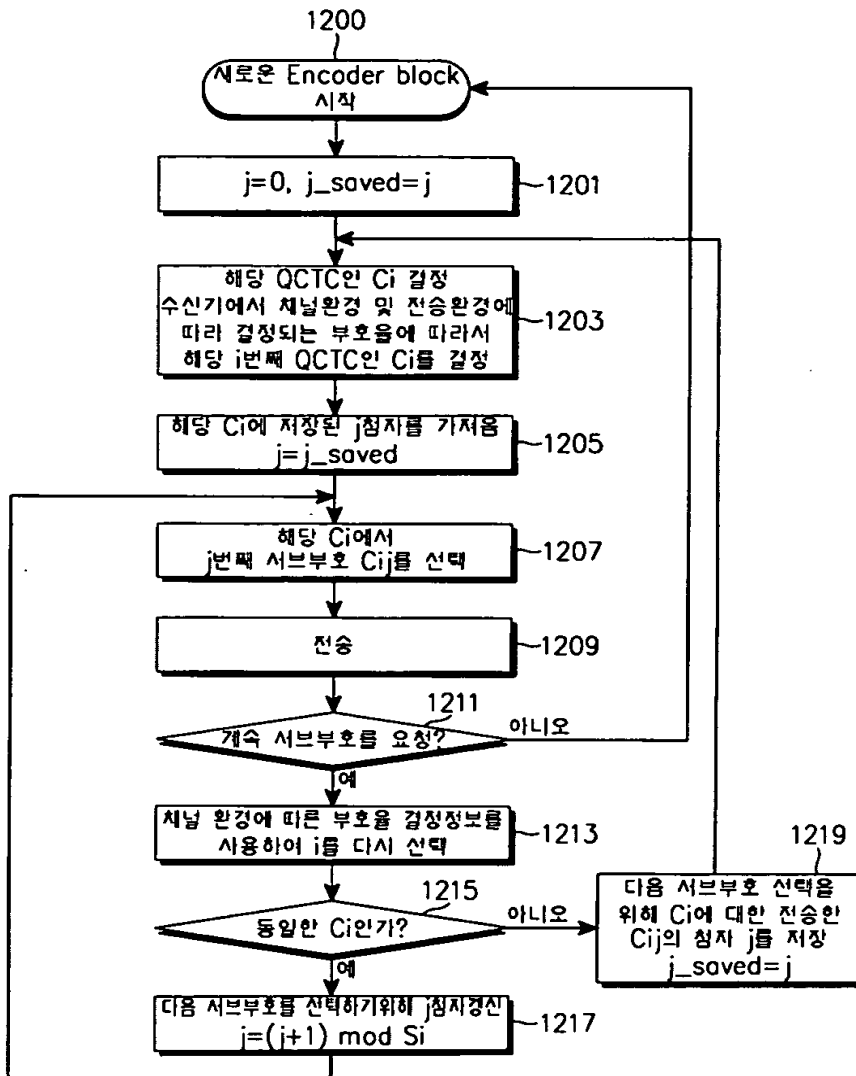 1200
새로운 Encoder block
시작
j=0, j_saved=j
1201
해당 QCTC인 Ci 결정
수신기에서 채널환경 및 전송환경에
따라 결정되는 부호율에 따라서
해당 i번째 QCTC인 Ci를 결정
1203
해당 Ci에 저장된 j첨자를 가져옴
j=j_saved
1205
해당 Ci에서
j번째 서브부호 Cij를 선택
1207
전송
1209
1211
계속 서브부호를 요청?
아니오
예
채널 환경에 따른 부호율 결정정보를
사용하여 i를 다시 선택
1213
1215
동일한 Ci인가?
아니오
예
1219
다음 서브부호 선택을
위해 Ci에 대한 전송한
Cij의 첨자 j를 저장
j_saved=j
다음 서브부호를 선택하기위해 j첨자갱신
j=(j+1) mod Si
1217